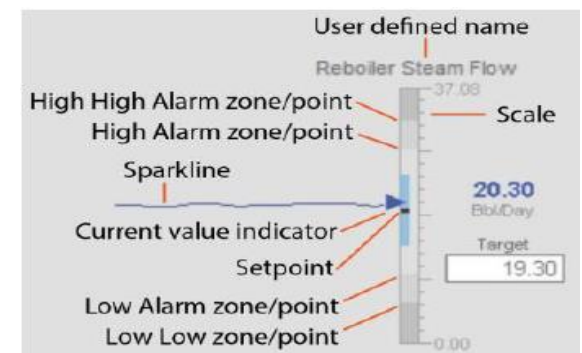 User defined name
Reboiler Steam Flow
37.08
High High Alarm zone/point
Scale
High Alarm zone/point
Sparkline
20.30
Bbl/Day
Current value indicator
Target
Setpoint
19.30
Low Alarm zone/point
Low Low zone/point
0.00